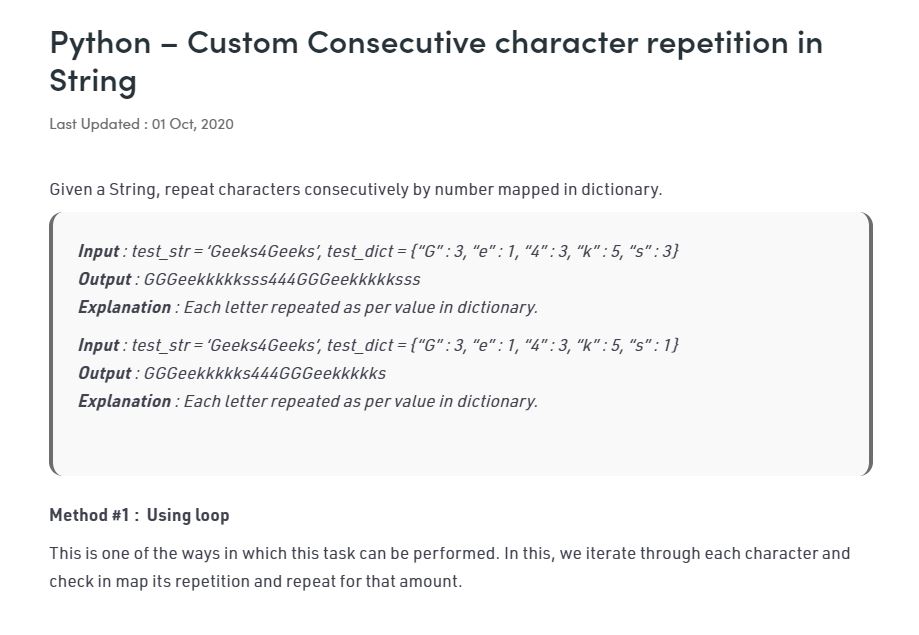 Python – Custom Consecutive character repetition in
String
Last Updated : 01 Oct, 2020
Given a String, repeat characters consecutively by number mapped in dictionary.
Input : test_str = ‘Geeks4Geeks’, test_dict = {“G” : 3, “e” : 1, “4” : 3, “k” : 5, “s” : 3}
Output : GGGeekkkkksss444GGGeekkkkksss
Explanation : Each letter repeated as per value in dictionary.
Input : test_str = ‘Geeks4Geeks’, test_dict = {“G” : 3, “e” : 1, “4” : 3, “k” : 5, “s” : 1}
Output : GGGeekkkkks444GGGeekkkkks
Explanation : Each letter repeated as per value in dictionary.
Method #1 : Using loop
This is one of the ways in which this task can be performed. In this, we iterate through each character and
check in map its repetition and repeat for that amount.